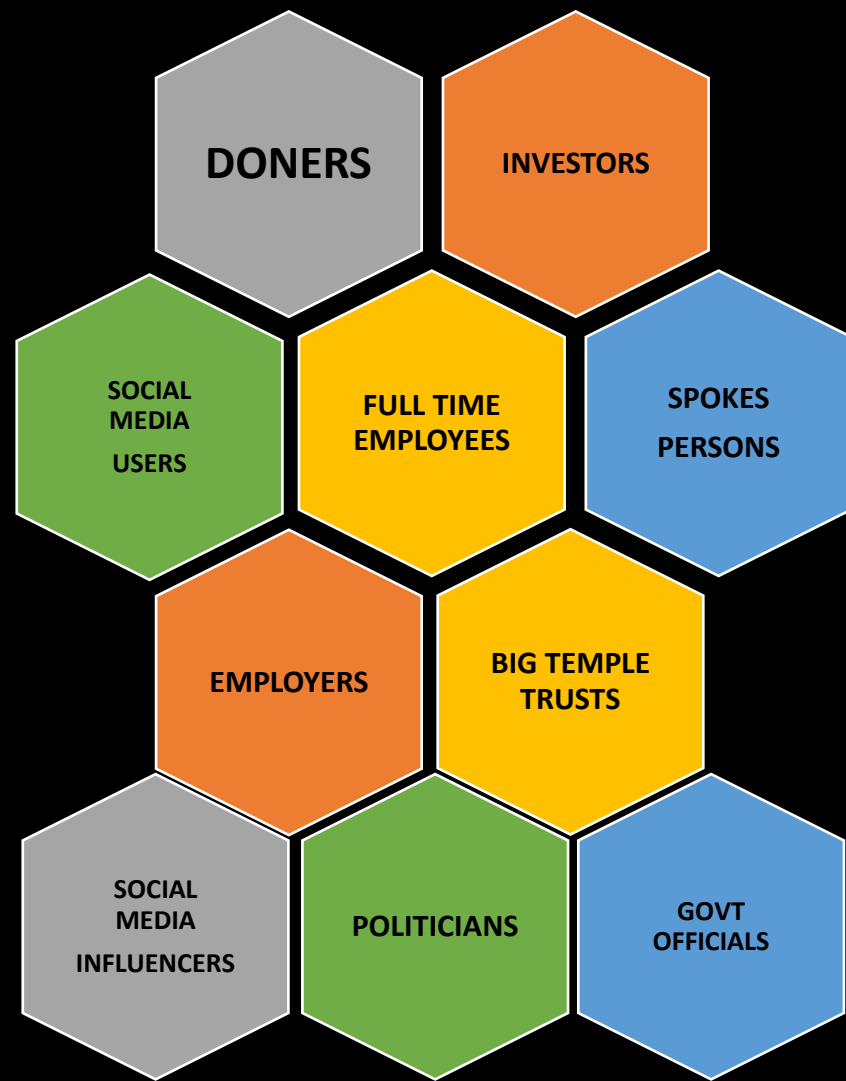 DONERS
INVESTORS
SOCIAL
MEDIA
USERS
FULL TIME
EMPLOYEES
SPOKES
PERSONS
EMPLOYERS
BIG TEMPLE
TRUSTS
SOCIAL
MEDIA
INFLUENCERS
POLITICIANS
GOVT
OFFICIALS